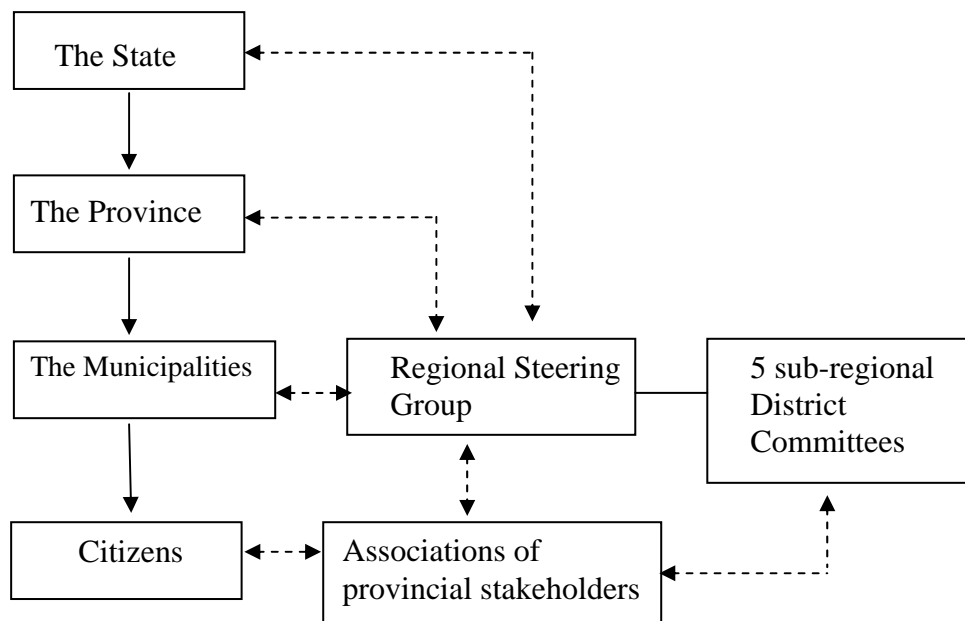 The State
The Province
The Municipalities
Regional Steering
Group
5 sub-regional
District
Committees
Citizens
Associations of
provincial stakeholders